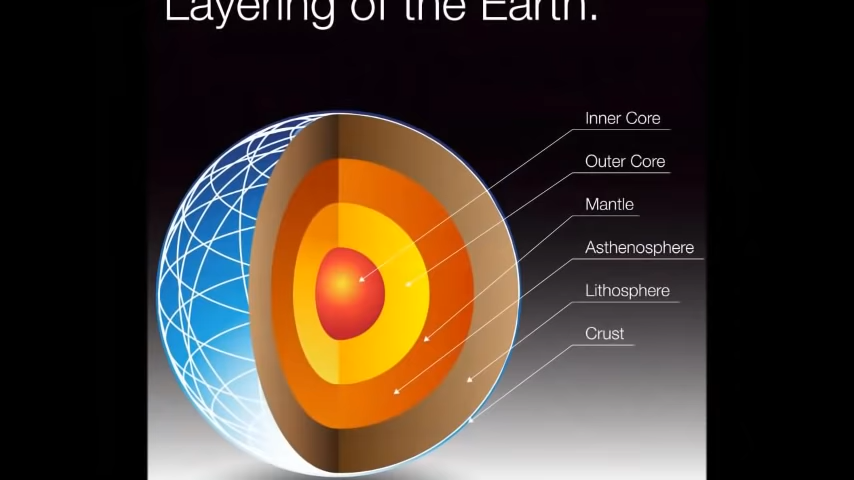 Layering of the Earth.
Inner Core
Outer Core
Mantle
Asthenosphere
Lithosphere
Crust